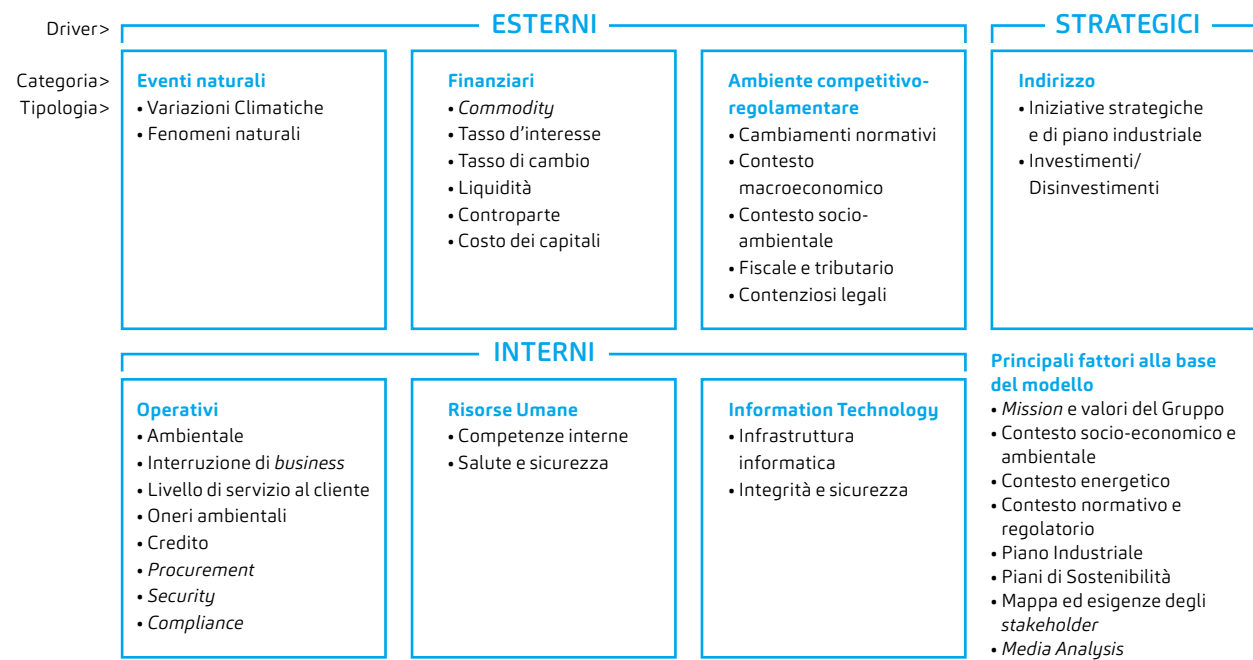 Driver>
ESTERNI
STRATEGICI
Categoria>
Tipologia>
Eventi naturali
• Variazioni Climatiche
• Fenomeni naturali
Finanziari
• Commodity
• Tasso d'interesse
• Tasso di cambio
• Liquidità
• Controparte
• Costo dei capitali
Ambiente competitivo-
regolamentare
• Cambiamenti normativi
• Contesto
macroeconomico
• Contesto socio-
ambientale
• Fiscale e tributario
• Contenziosi legali
Indirizzo
• Iniziative strategiche
e di piano industriale
• Investimenti/
Disinvestimenti
INTERNI
Operativi
• Ambientale
• Interruzione di business
• Livello di servizio al cliente
• Oneri ambientali
• Credito
• Procurement
• Security
• Compliance
Risorse Umane
• Competenze interne
• Salute e sicurezza
Information Technology
• Infrastruttura
informatica
• Integrità e sicurezza
Principali fattori alla base
del modello
• Mission e valori del Gruppo
• Contesto socio-economico e
ambientale
• Contesto energetico
• Contesto normativo e
regolatorio
• Piano Industriale
• Piani di Sostenibilità
• Mappa ed esigenze degli
stakeholder
• Media Analysis